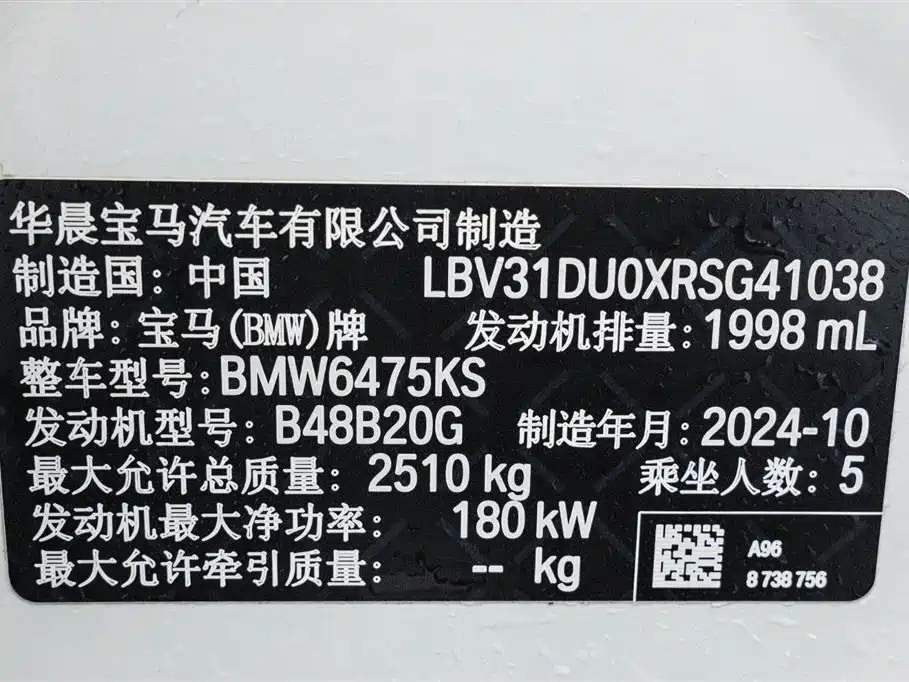 华晨宝马汽车有限公司制造
制造国: 中国 LBV31DU0XRSG41038
品牌: 宝马(BMW)牌 发动机排量: 1998 mL
整车型号: BMW6475KS
发动机型号: B48B20G 制造年月: 2024-10
最大允许总质量: 2510 kg 乘坐人数: 5
发动机最大净功率: 180 kW
最大允许牵引质量: -- kg
A96
8 738 756